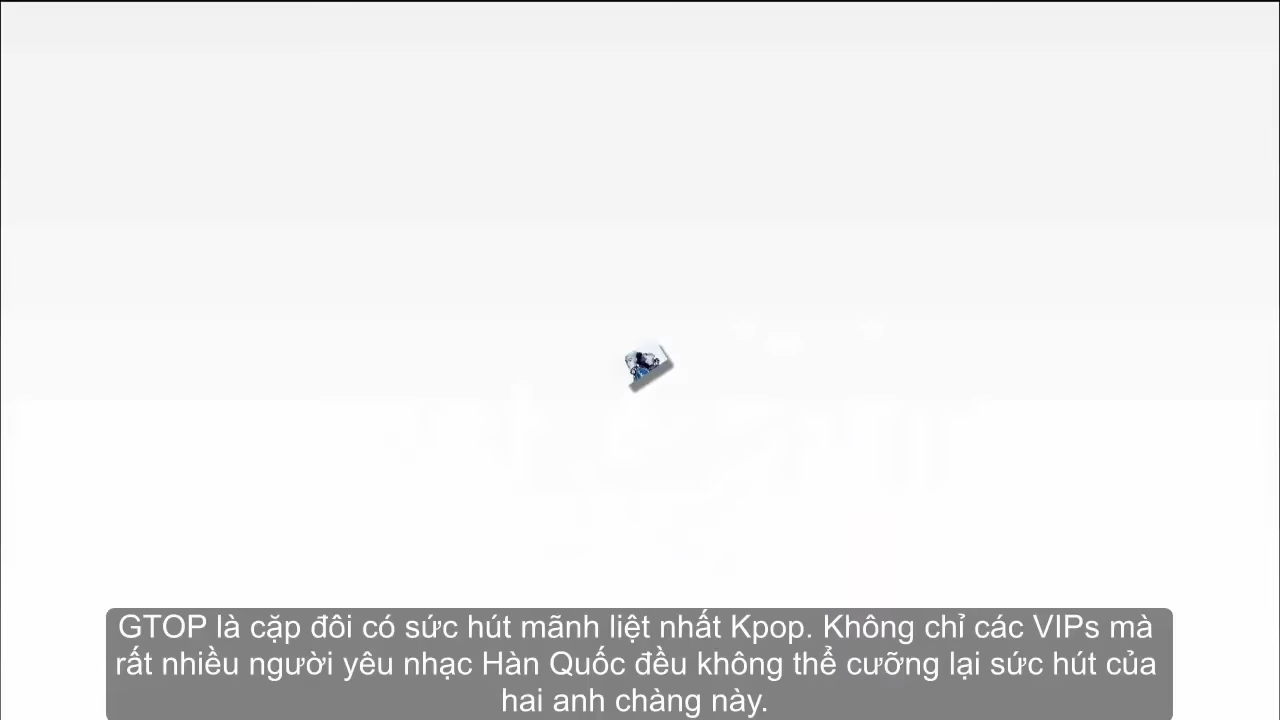 GTOP là cặp đôi có sức hút mãnh liệt nhất Kpop. Không chỉ các VIPs mà
rất nhiều người yêu nhạc Hàn Quốc đều không thể cưỡng lại sức hút của
hai anh chàng này.